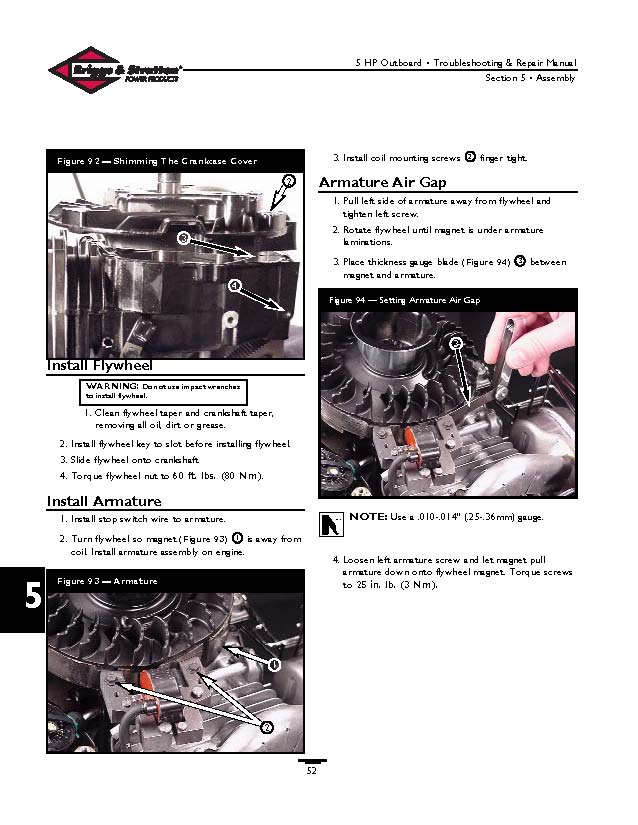 Briggs & Stratton
POWER PRODUCTS
5 HP Outboard • Troubleshooting & Repair Manual
Section 5 • Assembly
Figure 92 — Shimming The Crankcase Cover
2
3
4
Install Flywheel
WARNING: Do not use impact wrenches
to install flywheel.
1. Clean flywheel taper and crankshaft taper,
removing all oil, dirt or grease.
2. Install flywheel key to slot before installing flywheel.
3. Slide flywheel onto crankshaft.
4. Torque flywheel nut to 60 ft. lbs. (80 Nm).
Install Armature
1. Install stop switch wire to armature.
2. Turn flywheel so magnet (Figure 93) 1 is away from
coil. Install armature assembly on engine.
5
Figure 93 — Armature
1
2
3. Install coil mounting screws 2 finger tight.
Armature Air Gap
1. Pull left side of armature away from flywheel and
tighten left screw.
2. Rotate flywheel until magnet is under armature
laminations.
3. Place thickness gauge blade (Figure 94) between
magnet and armature.
Figure 94 — Setting Armature Air Gap
NOTE: Use a .010-.014" (.25-.36mm) gauge.
4. Loosen left armature screw and let magnet pull
armature down onto flywheel magnet. Torque screws
to 25 in. lb. (3 Nm).
52